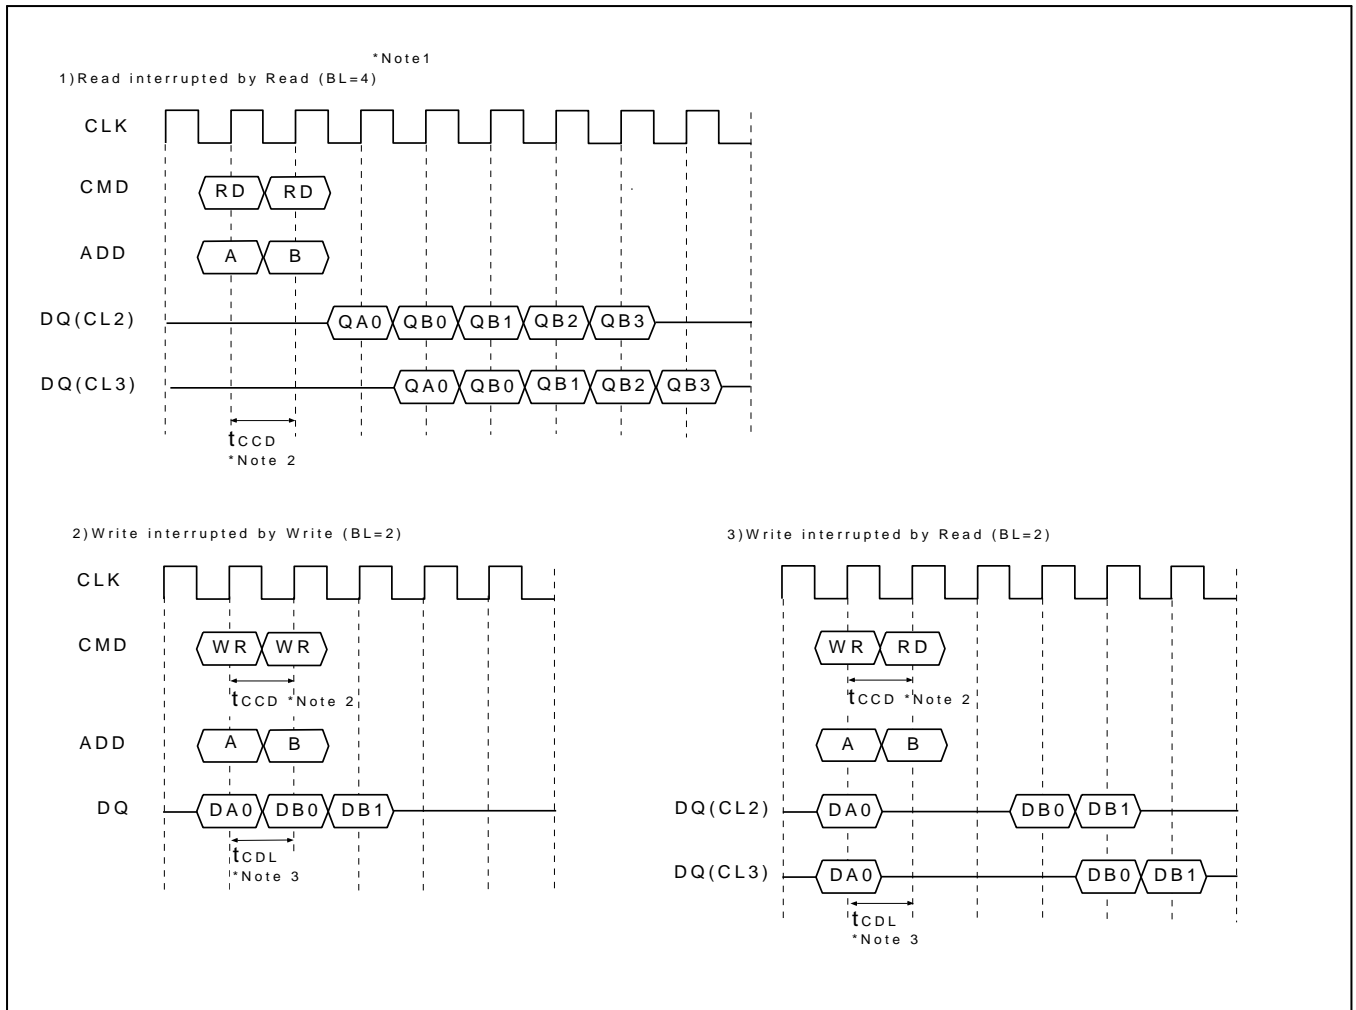 *Note1
1)Read interrupted by Read (BL=4)
CLK
CMD RD RD
ADD A B
DQ(CL2) QA0 QB0 QB1 QB2 QB3
DQ(CL3) QA0 QB0 QB1 QB2 QB3
tCCD
*Note 2
2)Write interrupted by Write (BL=2)
CLK
CMD WR WR
tCCD *Note 2
ADD A B
DQ DA0 DB0 DB1
tCDL
*Note 3
3)Write interrupted by Read (BL=2)
WR RD
tCCD *Note 2
A B
DQ(CL2) DA0 DB0 DB1
DQ(CL3) DA0 DB0 DB1
tCDL
*Note 3